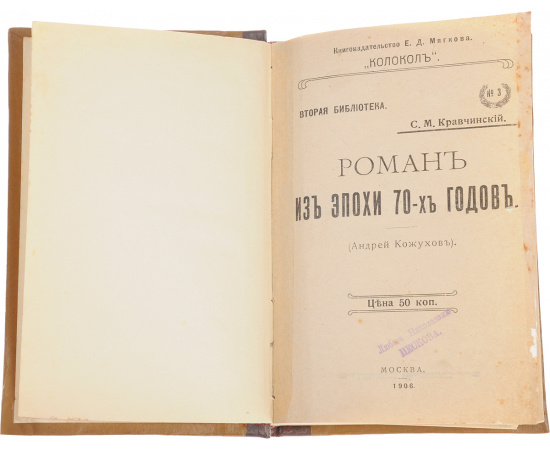 Книгоиздательство Е. Д. Мягкова.
„КОЛОКОЛЪ".
№ 3
ВТОРАЯ БИБЛІОТЕКА.
С. М. Кравчинскій.
РОМАНЪ
ИЗЪ ЭПОХИ 70-хъ ГОДОВЪ.
(Андрей Кожуховъ).
Цѣна 50 коп.
МОСКВА.
1906